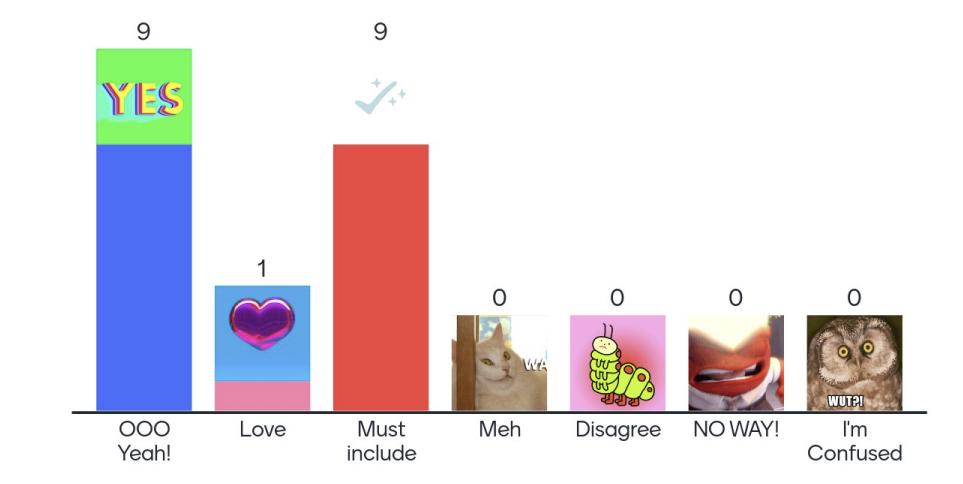 9
9
YES
1
0
0
0
0
WA
WUT?!
OOO
Yeah!
Love
Must
include
Meh
Disagree
NO WAY!
I'm
Confused